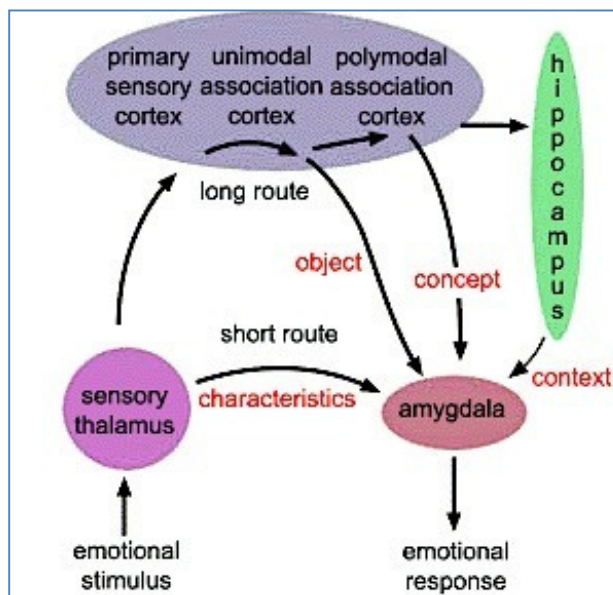 primary
sensory
cortex
unimodal
association
cortex
polymodal
association
cortex
hippocampus
long route
object
concept
short route
characteristics
context
sensory
thalamus
amygdala
emotional
stimulus
emotional
response